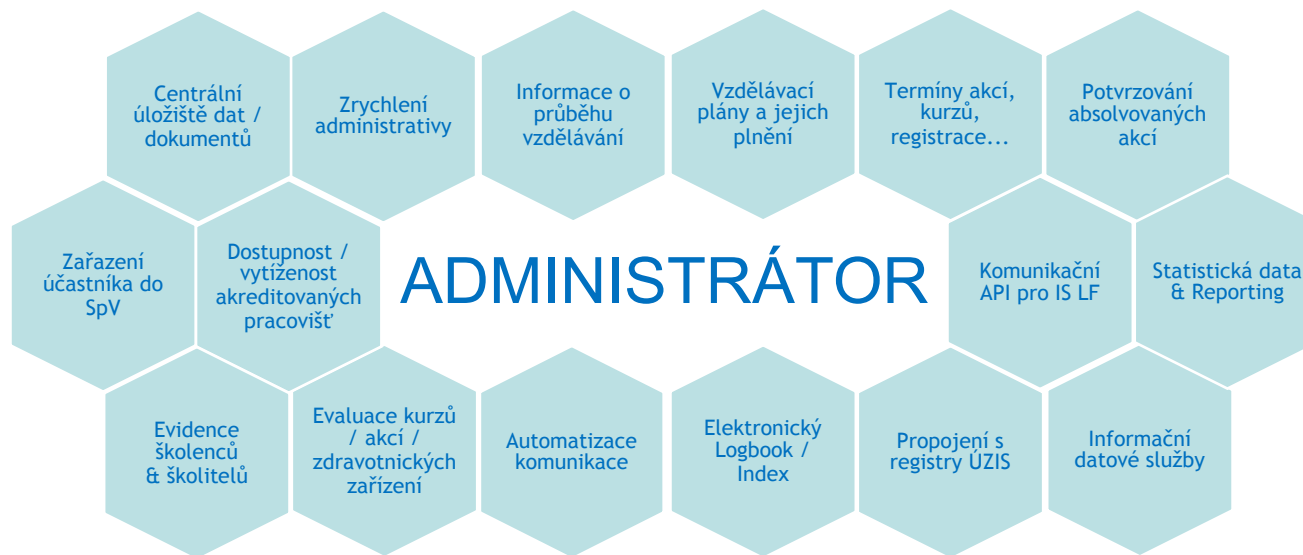 Centrální
úložiště dat /
dokumentů
Zrychlení
administrativy
Informace o
průběhu
vzdělávání
Vzdělávací
plány a jejich
plnění
Termíny akcí,
kurzů,
registrace...
Potvrzování
absolvovaných
akcí
Zařazení
účastníka do
SpV
Dostupnost /
vytíženost
akreditovaných
pracovišť
ADMINISTRÁTOR
Komunikační
API pro IS LF
Statistická data
& Reporting
Evidence
školenců
& školitelů
Evaluace kurzů
/ akcí /
zdravotnických
zařízení
Automatizace
komunikace
Elektronický
Logbook /
Index
Propojení s
registry ÚZIS
Informační
datové služby